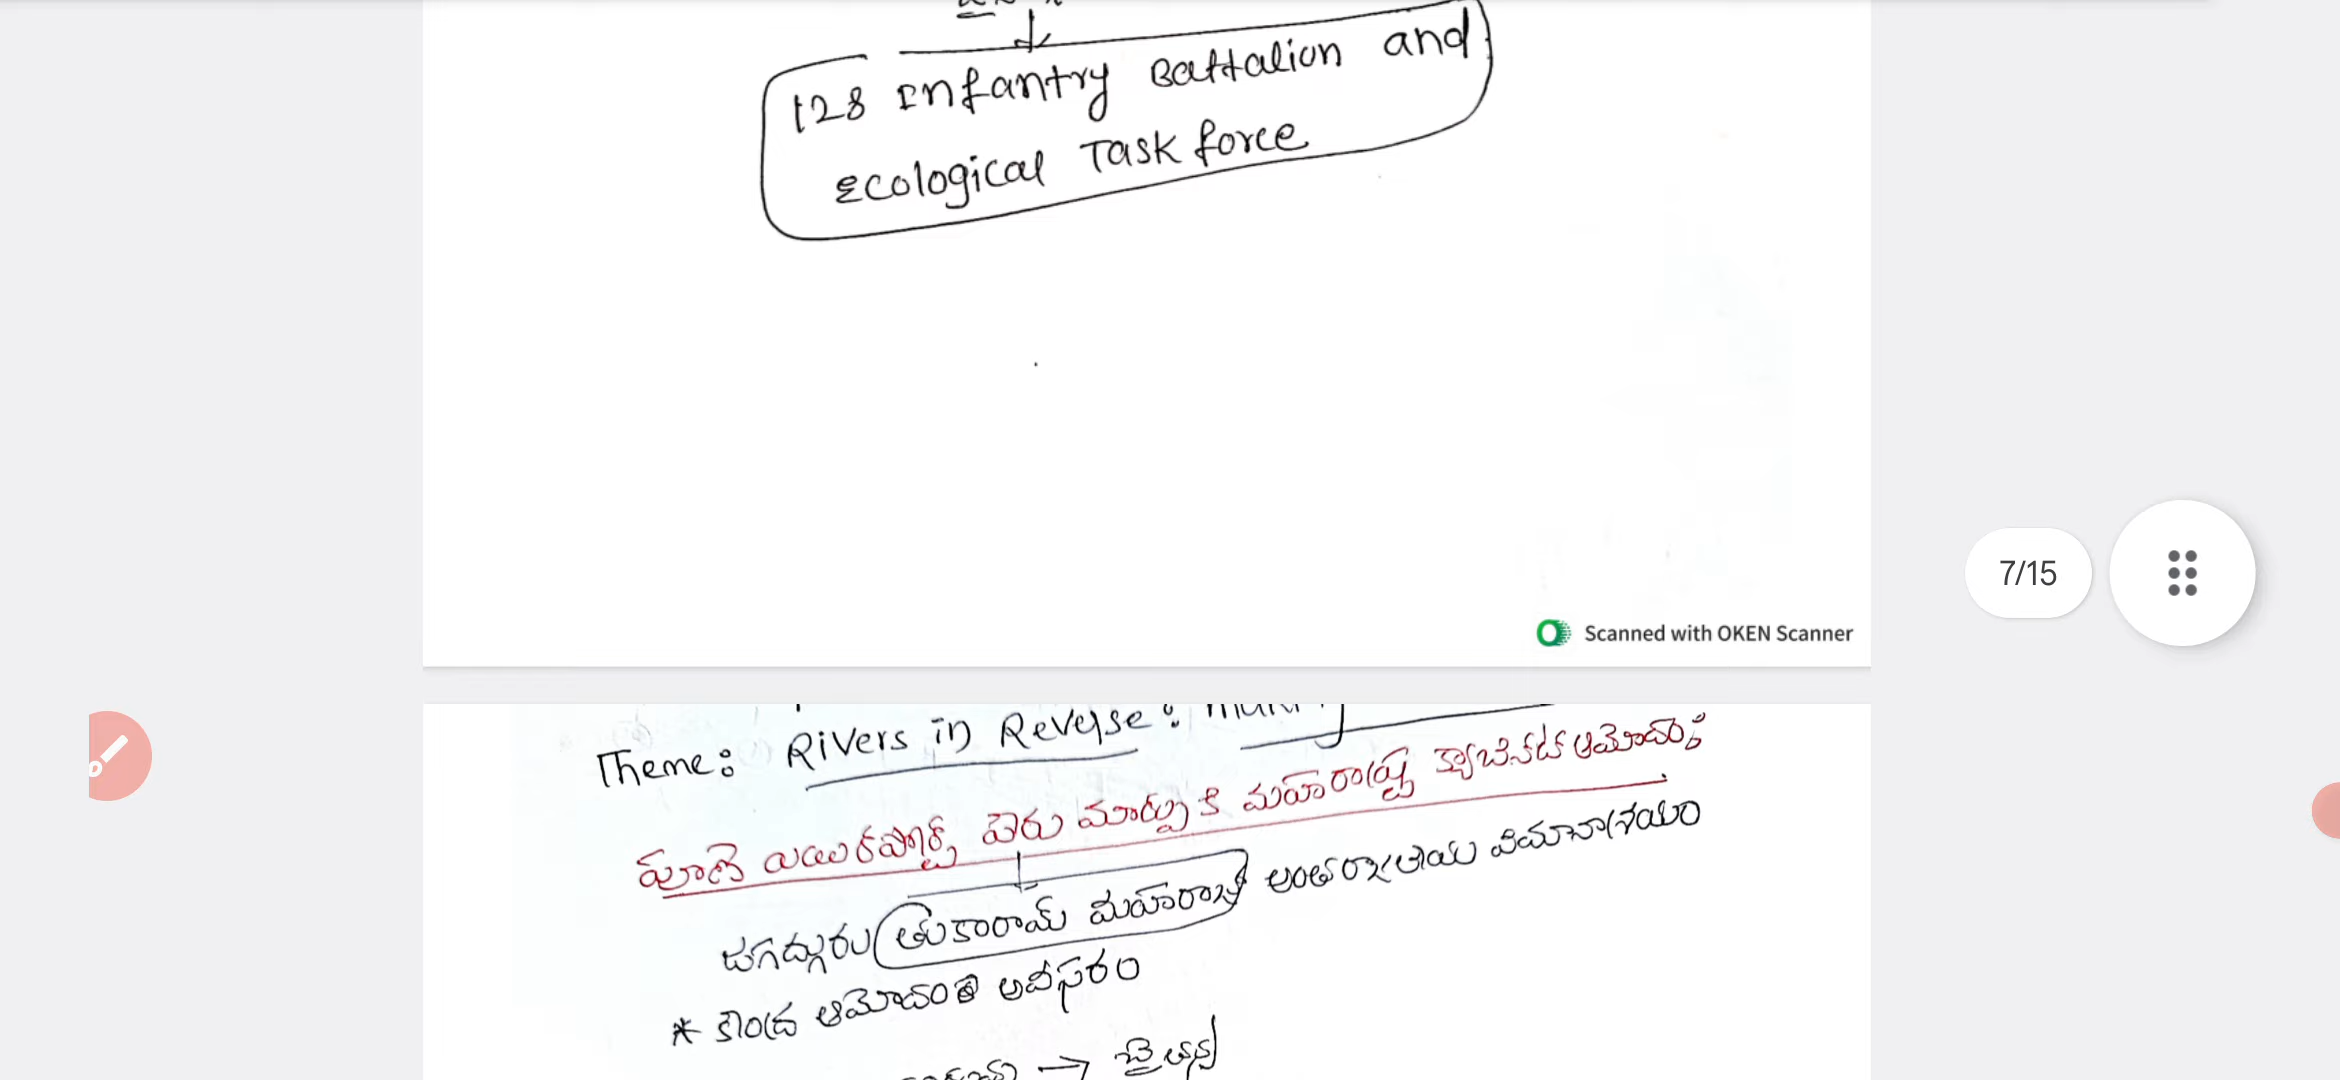 128 Infantry Battalion and
Ecological Task force
7/15
Scanned with OKEN Scanner
Theme: Rivers in Reverse:
పూణె ఎయిర్‌పోర్ట్ పేరు మార్పుకి మహారాష్ట్ర క్యాబినేట్ ఆమోదం
జగద్గురు తుకారామ్ మహారాజ్ అంతర్జాతీయ విమానాశ్రయం
* కేంద్ర ఆమోదంతి అవసరం
→